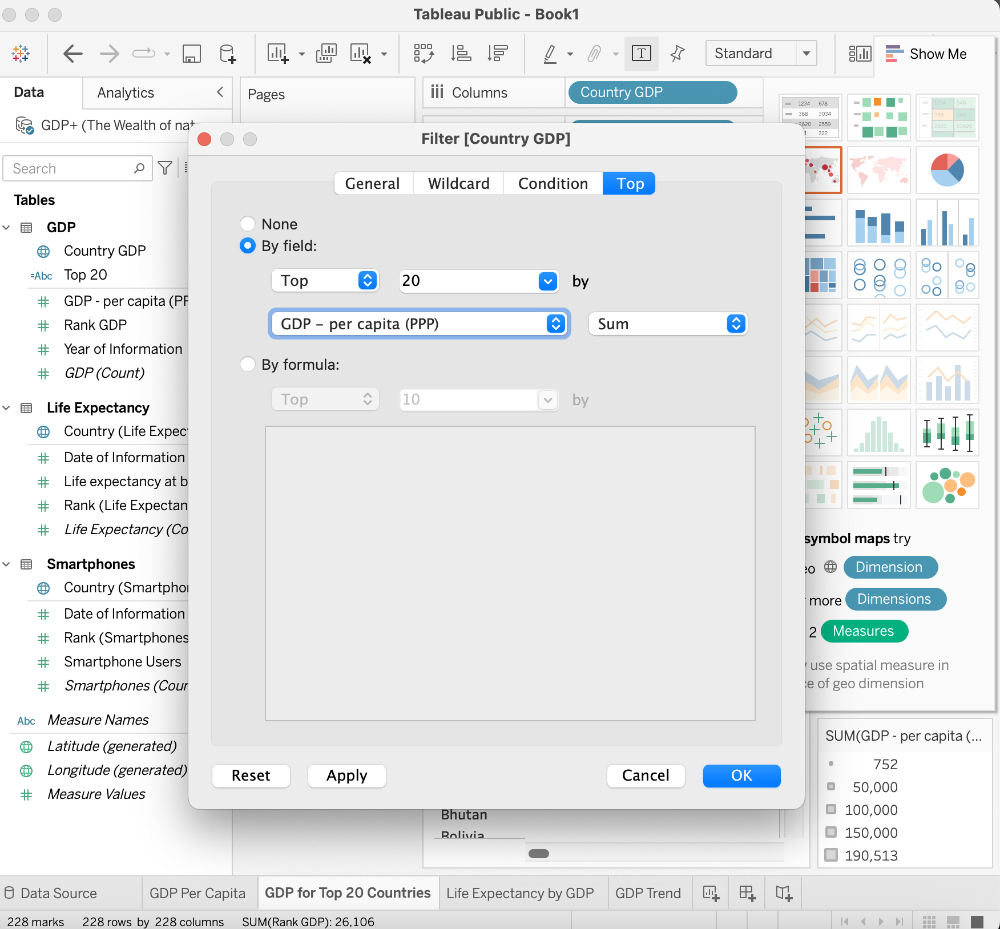 Tableau Public - Book1
Standard
Show Me
Data
Analytics
Pages
Columns
Country GDP
GDP+ (The Wealth of nat
Search
Tables
GDP
Country GDP
=Abc Top 20
GDP - per capita (PP
Rank GDP
Year of Information
GDP (Count)
Life Expectancy
Country (Life Expec
Date of Information
Life expectancy at b
Rank (Life Expectan
Life Expectancy (Co
Smartphones
Country (Smartphon
Date of Information
Rank (Smartphones
Smartphone Users
Smartphones (Coun
Abc Measure Names
Latitude (generated)
Longitude (generated)
Measure Values
Filter [Country GDP]
General
Wildcard
Condition
Top
None
By field:
Top
20
by
GDP – per capita (PPP)
Sum
By formula:
Top
10
by
Reset
Apply
Cancel
OK
Bhutan
Bolivia
1234 678
368 3034
2620 2559
1 322
1234 546
368 340
2620 53890
symbol maps try
eo Dimension
r more Dimensions
2 Measures
y use spatial measure in
ce of geo dimension
SUM(GDP - per capita (...
752
50,000
100,000
150,000
190,513
Data Source
GDP Per Capita
GDP for Top 20 Countries
Life Expectancy by GDP
GDP Trend
228 marks
228 rows by 228 columns
SUM(Rank GDP): 26,106